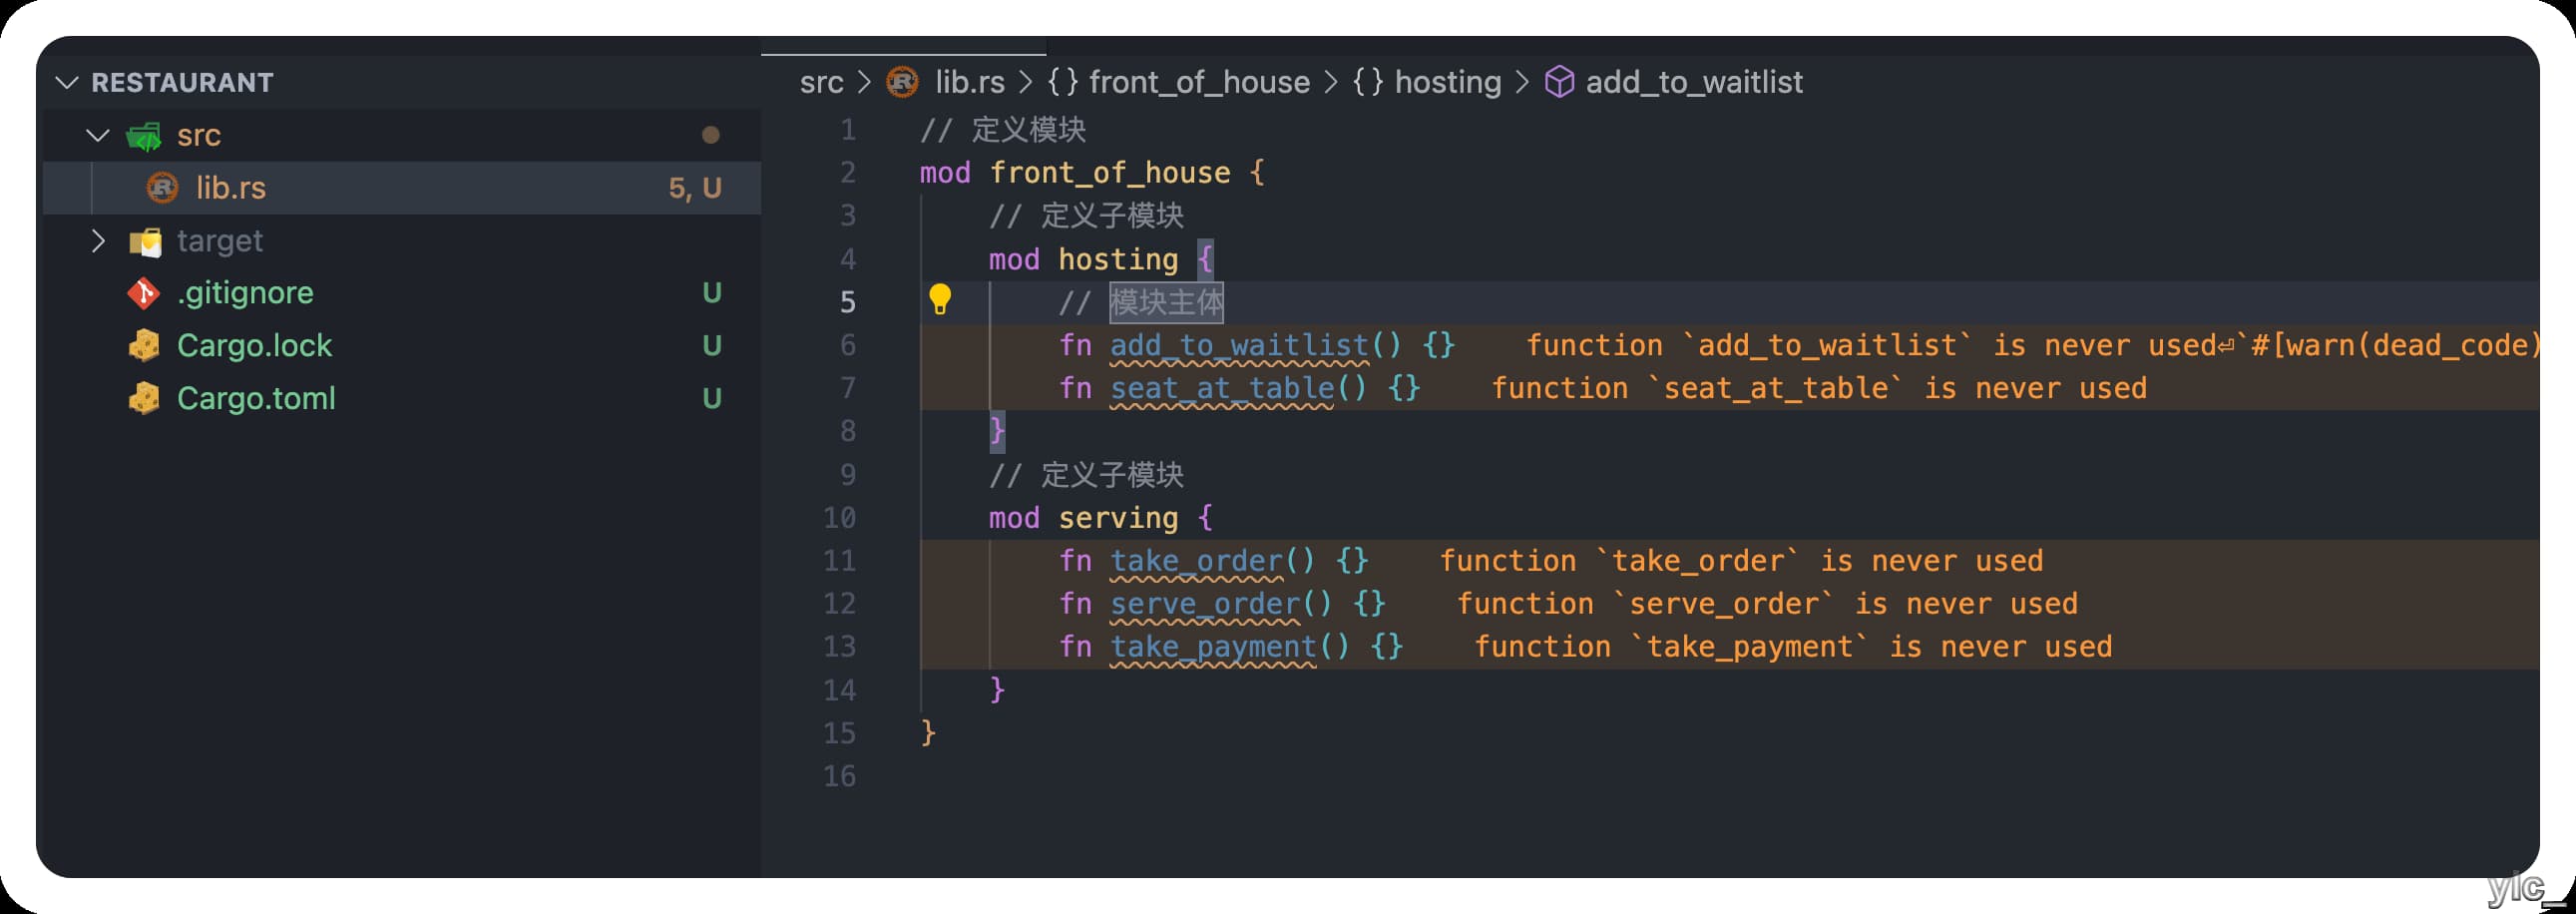 RESTAURANT
src
lib.rs 5, U
target
.gitignore U
Cargo.lock U
Cargo.toml U
src > lib.rs > {} front_of_house > {} hosting > add_to_waitlist
1 // 定义模块
2 mod front_of_house {
3 // 定义子模块
4 mod hosting {
5 // 模块主体
6 fn add_to_waitlist() {} function `add_to_waitlist` is never used⏎`#[warn(dead_code)
7 fn seat_at_table() {} function `seat_at_table` is never used
8 }
9 // 定义子模块
10 mod serving {
11 fn take_order() {} function `take_order` is never used
12 fn serve_order() {} function `serve_order` is never used
13 fn take_payment() {} function `take_payment` is never used
14 }
15 }
16
ylc_